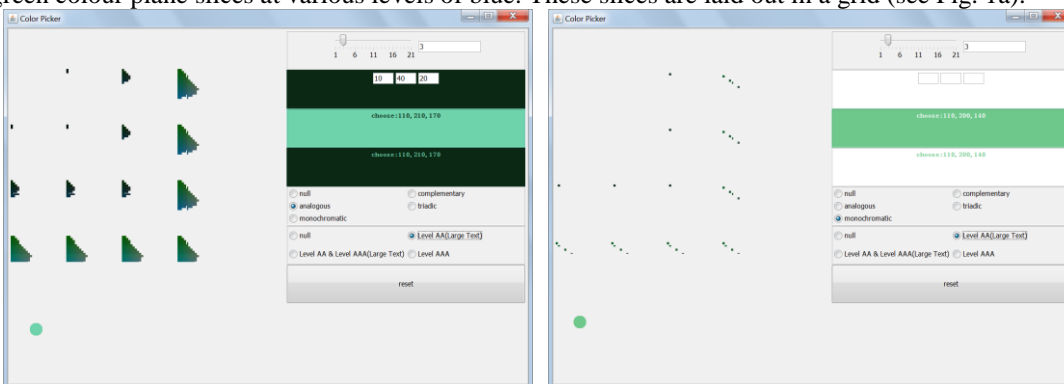 green colour plane slices at various levels of blue. These slices are laid out in a grid (see Fig. 1a).
Color Picker
3
1 6 11 16 21
10 40 20
choose:110, 210, 170
choose:110, 210, 170
null
complementary
analogous
triadic
monochromatic
null
Level AA(Large Text)
Level AA & Level AAA(Large Text)
Level AAA
reset
Color Picker
3
1 6 11 16 21
choose:110, 200, 140
choose:110, 200, 140
null
complementary
analogous
triadic
monochromatic
null
Level AA(Large Text)
Level AA & Level AAA(Large Text)
Level AAA
reset